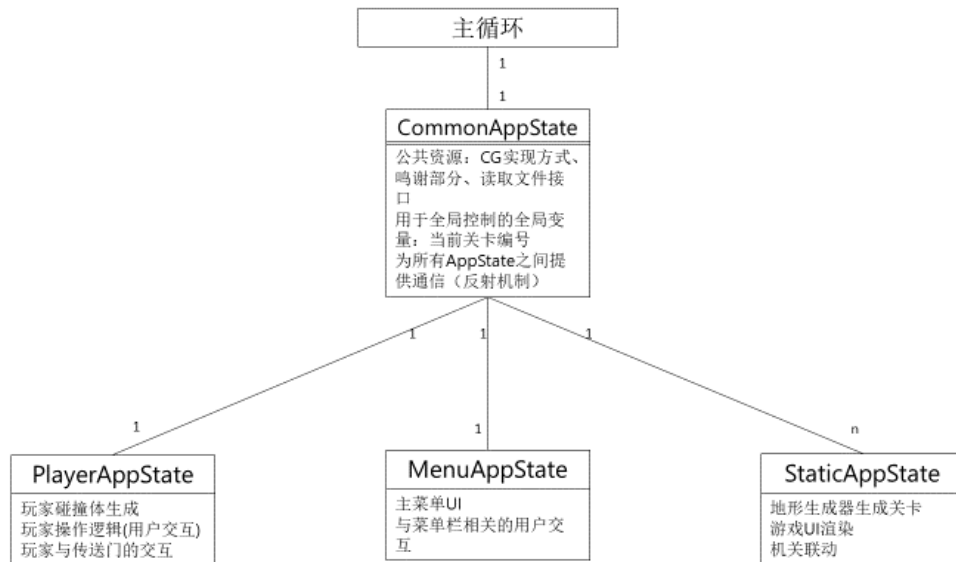 主循环
1
1
CommonAppState
公共资源：CG实现方式、
鸣谢部分、读取文件接
口
用于全局控制的全局变
量：当前关卡编号
为所有AppState之间提
供通信（反射机制）
1
1
1
1
1
n
PlayerAppState
玩家碰撞体生成
玩家操作逻辑(用户交互)
玩家与传送门的交互
MenuAppState
主菜单UI
与菜单栏相关的用户交
互
StaticAppState
地形生成器生成关卡
游戏UI渲染
机关联动